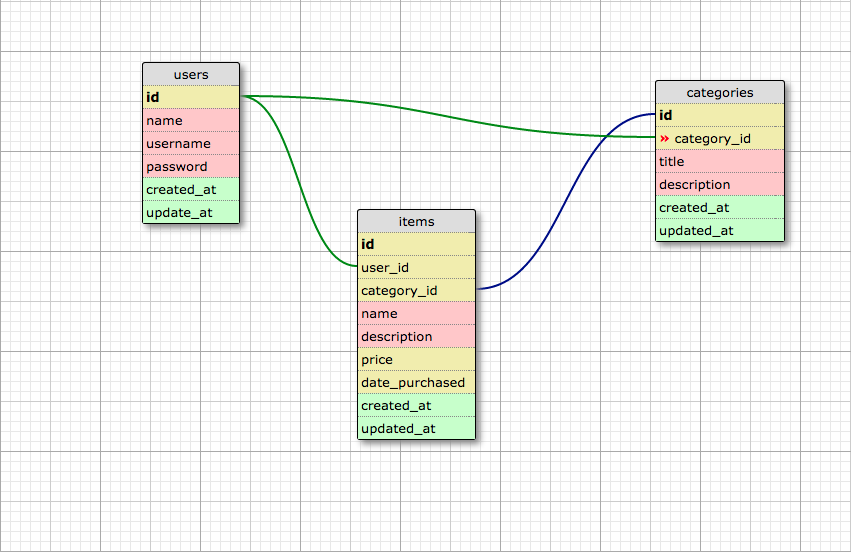 users
id
name
username
password
created_at
update_at
items
id
user_id
category_id
name
description
price
date_purchased
created_at
updated_at
categories
id
» category_id
title
description
created_at
updated_at